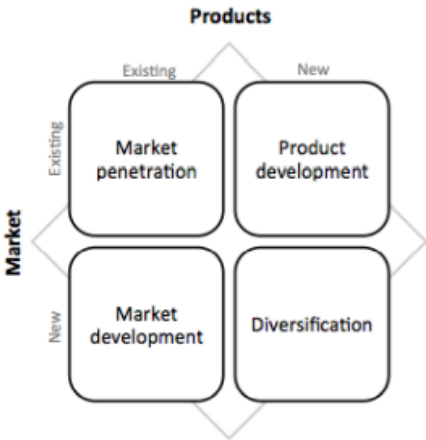 Products
Existing
New
Existing
Market
penetration
Product
development
Market
New
Market
development
Diversification